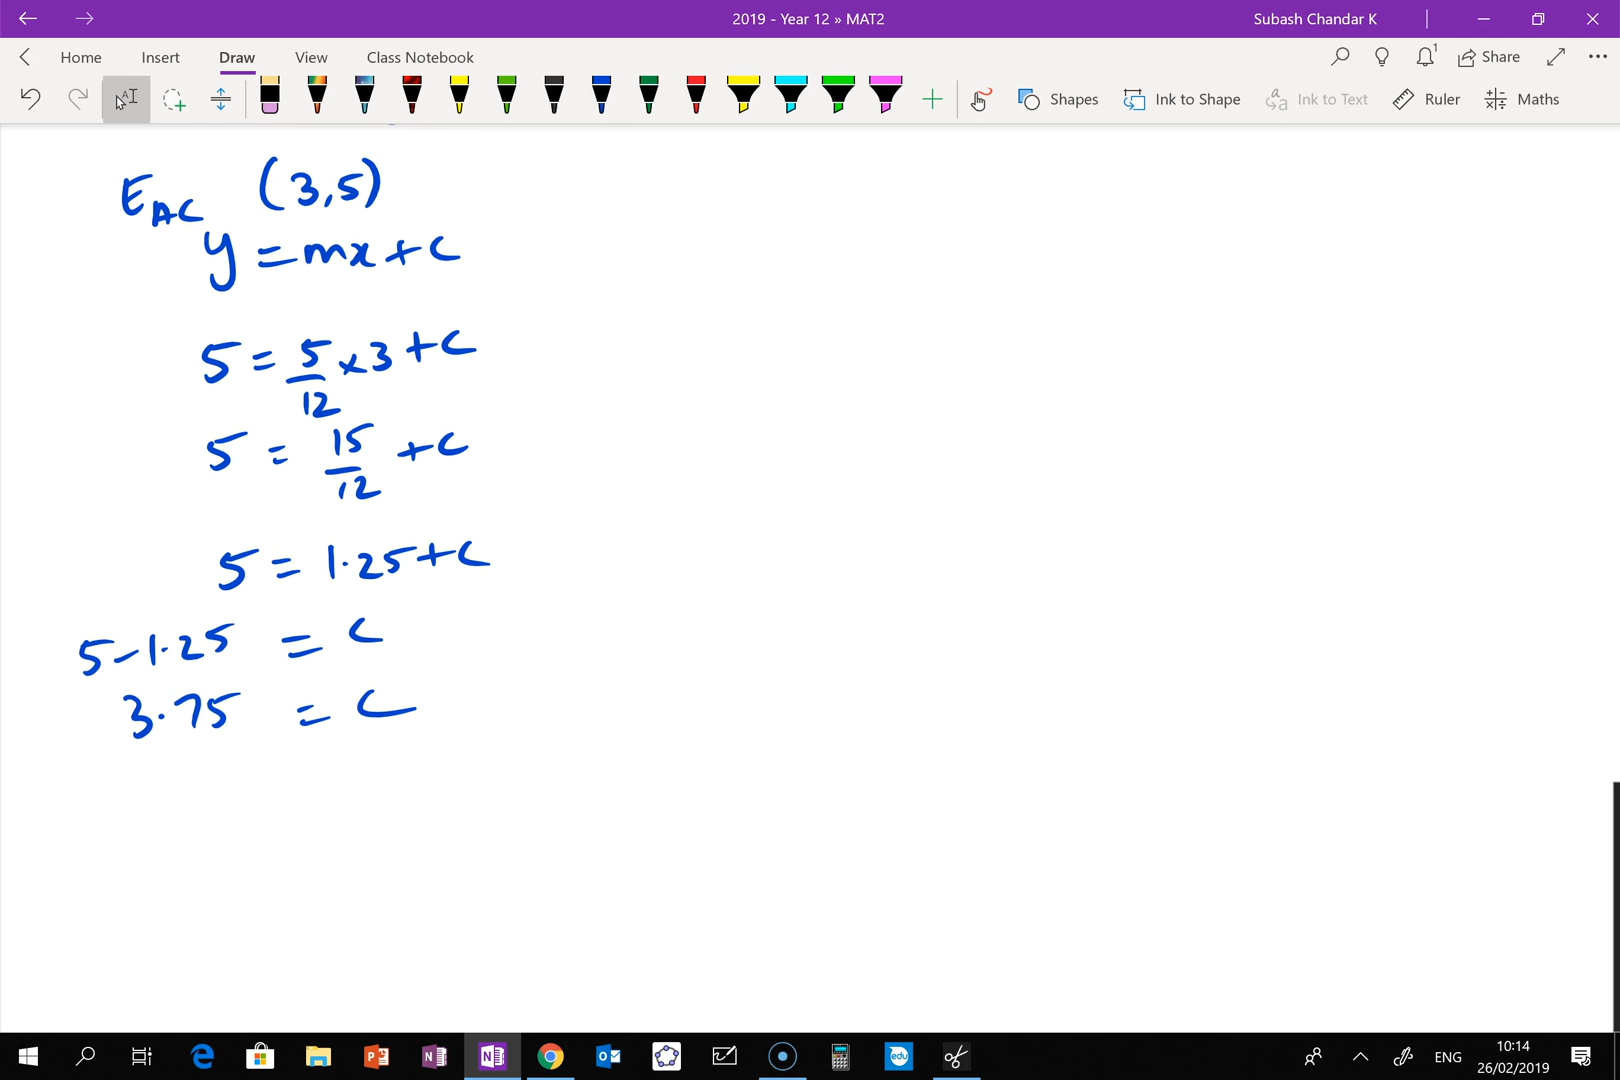 2019 - Year 12 » MAT2
Subash Chandar K
Home Insert Draw View Class Notebook
1
Share
Shapes
Ink to Shape
Ink to Text
Ruler
Maths
E_AC (3,5)
y = mx + c
5 = 5/12 × 3 + c
5 = 15/12 + c
5 = 1.25 + c
5 - 1.25 = c
3.75 = c
ENG
10:14
26/02/2019